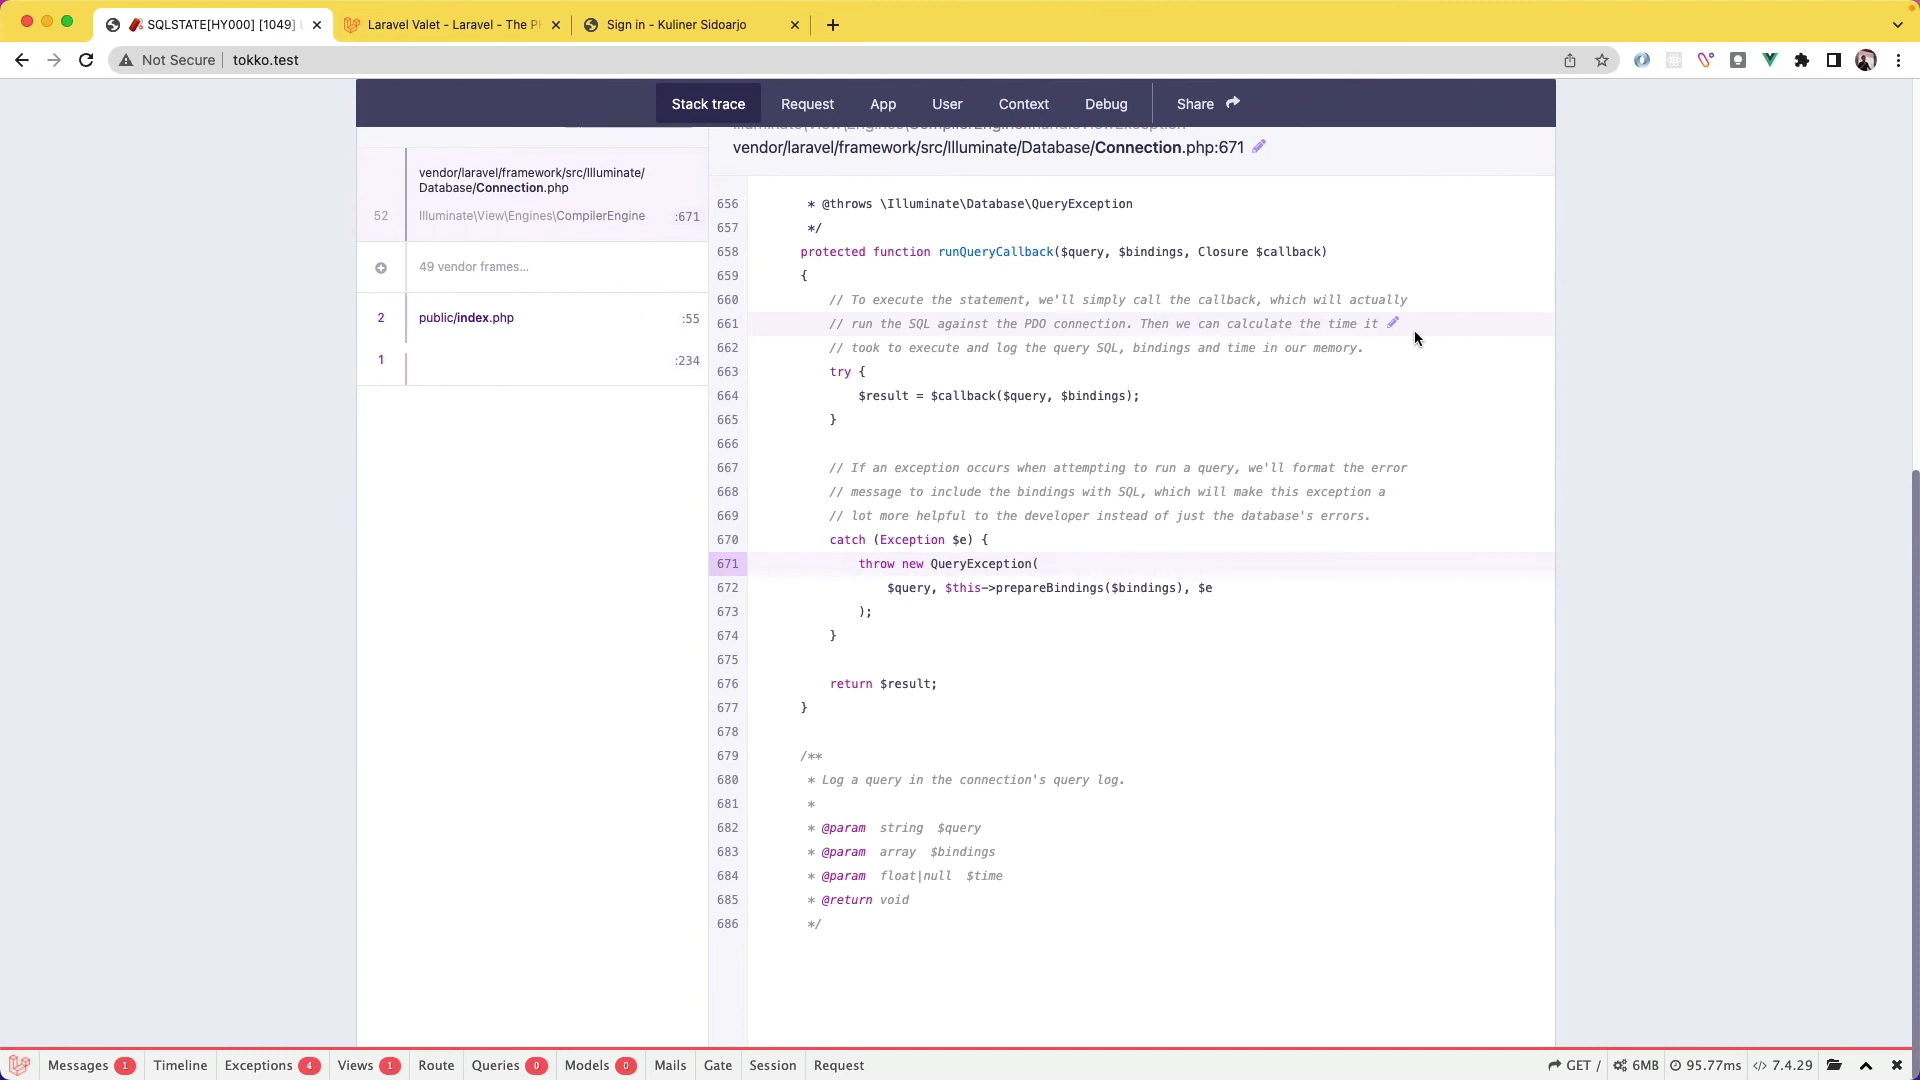 SQLSTATE[HY000] [1049] U
Laravel Valet - Laravel - The P
Sign in - Kuliner Sidoarjo
Not Secure
tokko.test
Stack trace
Request
App
User
Context
Debug
Share
Illuminate\View\Engines\CompilerEngine::handleViewException
vendor/laravel/framework/src/Illuminate/Database/Connection.php:671
vendor/laravel/framework/src/Illuminate/
Database/Connection.php
52 Illuminate\View\Engines\CompilerEngine :671
49 vendor frames...
2 public/index.php :55
1 :234
656 * @throws \Illuminate\Database\QueryException
657 */
658 protected function runQueryCallback($query, $bindings, Closure $callback)
659 {
660 // To execute the statement, we'll simply call the callback, which will actually
661 // run the SQL against the PDO connection. Then we can calculate the time it
662 // took to execute and log the query SQL, bindings and time in our memory.
663 try {
664 $result = $callback($query, $bindings);
665 }
666
667 // If an exception occurs when attempting to run a query, we'll format the error
668 // message to include the bindings with SQL, which will make this exception a
669 // lot more helpful to the developer instead of just the database's errors.
670 catch (Exception $e) {
671 throw new QueryException(
672 $query, $this->prepareBindings($bindings), $e
673 );
674 }
675
676 return $result;
677 }
678
679 /**
680 * Log a query in the connection's query log.
681 *
682 * @param string $query
683 * @param array $bindings
684 * @param float|null $time
685 * @return void
686 */
Messages 1
Timeline
Exceptions 4
Views 1
Route
Queries 0
Models 0
Mails
Gate
Session
Request
GET /
6MB
95.77ms
7.4.29